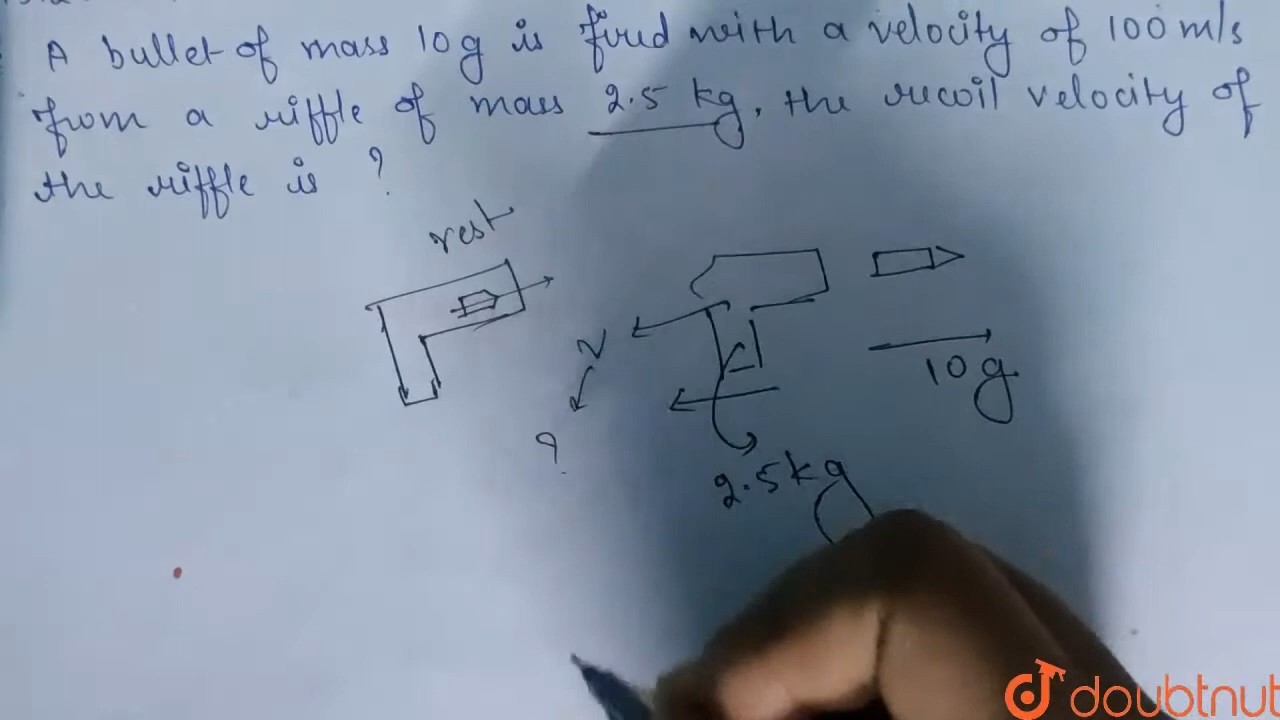 A bullet of mass 10g is fired with a velocity of 100 m/s
from a riffle of mass 2.5 kg, the recoil velocity of
the riffle is ?
rest
v
?
10 g
2.5kg
doubtnut